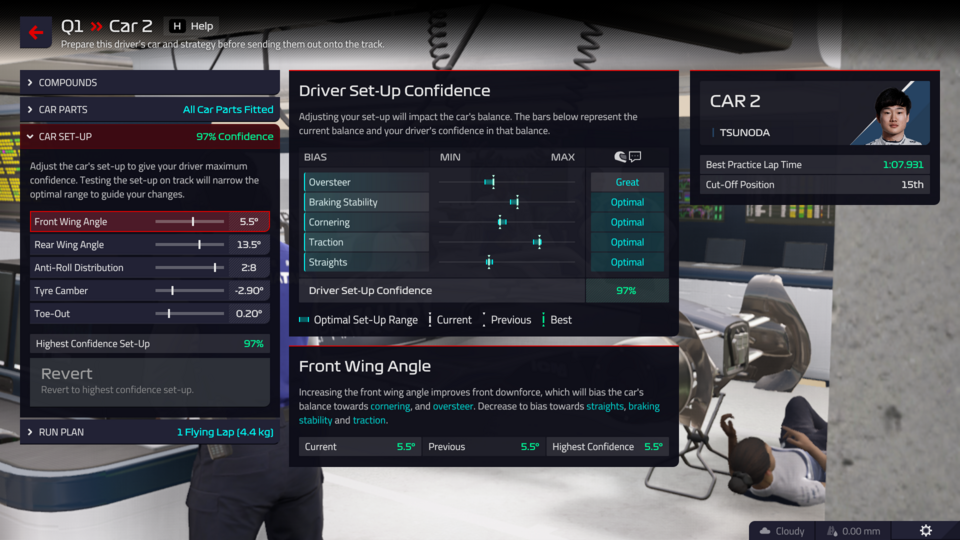 Q1 Car 2 H Help
Prepare this driver's car and strategy before sending them out onto the track.
COMPOUNDS
CAR PARTS All Car Parts Fitted
CAR SET-UP 97% Confidence
Adjust the car's set-up to give your driver maximum
confidence. Testing the set-up on track will narrow the
optimal range to guide your changes.
Front Wing Angle 5.5°
Rear Wing Angle 13.5°
Anti-Roll Distribution 2:8
Tyre Camber -2.90°
Toe-Out 0.20°
Highest Confidence Set-Up 97%
Revert
Revert to highest confidence set-up.
RUN PLAN 1 Flying Lap (4.4 kg)
Driver Set-Up Confidence
Adjusting your set-up will impact the car's balance. The bars below represent the
current balance and your driver's confidence in that balance.
BIAS MIN MAX
Oversteer Great
Braking Stability Optimal
Cornering Optimal
Traction Optimal
Straights Optimal
Driver Set-Up Confidence 97%
Optimal Set-Up Range Current Previous Best
Front Wing Angle
Increasing the front wing angle improves front downforce, which will bias the car's
balance towards cornering, and oversteer. Decrease to bias towards straights, braking
stability and traction.
Current 5.5° Previous 5.5° Highest Confidence 5.5°
CAR 2
TSUNODA
Best Practice Lap Time 1:07.931
Cut-Off Position 15th
Cloudy 0.00 mm